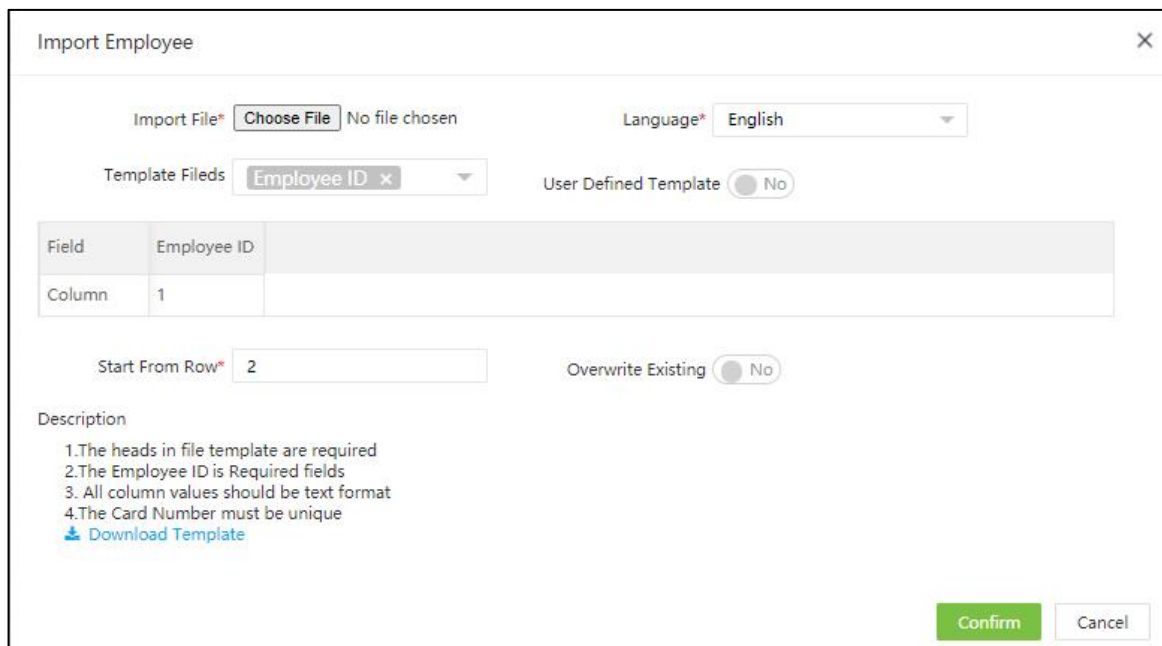 Import Employee
Import File* Choose File No file chosen Language* English
Template Fileds Employee ID × User Defined Template No
Field Employee ID
Column 1
Start From Row* 2 Overwrite Existing No
Description
1.The heads in file template are required
2.The Employee ID is Required fields
3. All column values should be text format
4.The Card Number must be unique
Download Template
Confirm Cancel